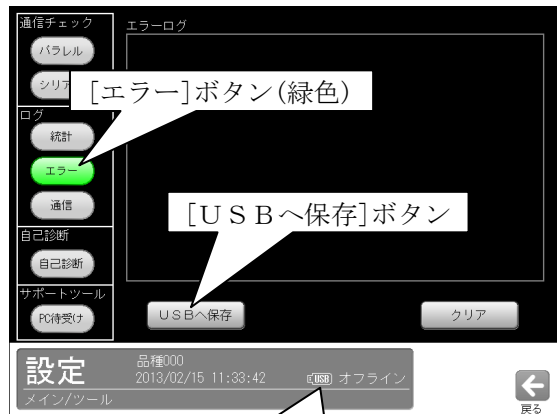 通信チェック
パラレル
シリア
ログ
統計
エラー
通信
自己診断
自己診断
サポートツール
PC待受け
エラーログ
[エラー]ボタン(緑色)
[ＵＳＢへ保存]ボタン
ＵＳＢへ保存
クリア
設定
品種000
2013/02/15 11:33:42
USB オフライン
メイン/ツール
戻る